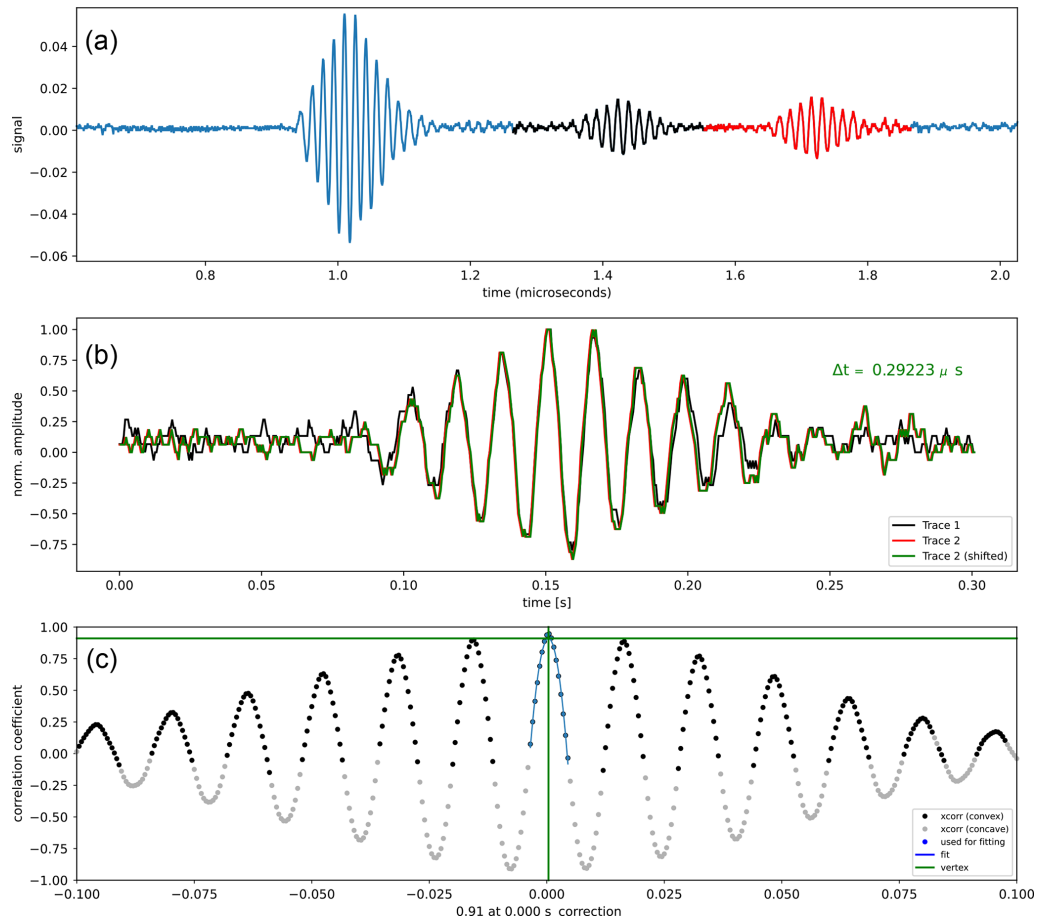 (a)
signal
0.04
0.02
0.00
−0.02
−0.04
−0.06
0.8
1.0
1.2
1.4
1.6
1.8
2.0
time (microseconds)
(b)
norm. amplitude
1.00
0.75
0.50
0.25
0.00
−0.25
−0.50
−0.75
Δt = 0.29223 μ s
Trace 1
Trace 2
Trace 2 (shifted)
0.00
0.05
0.10
0.15
0.20
0.25
0.30
time [s]
(c)
correlation coefficient
1.00
0.75
0.50
0.25
0.00
−0.25
−0.50
−0.75
−1.00
xcorr (convex)
xcorr (concave)
used for fitting
fit
vertex
−0.100
−0.075
−0.050
−0.025
0.000
0.025
0.050
0.075
0.100
0.91 at 0.000 s correction